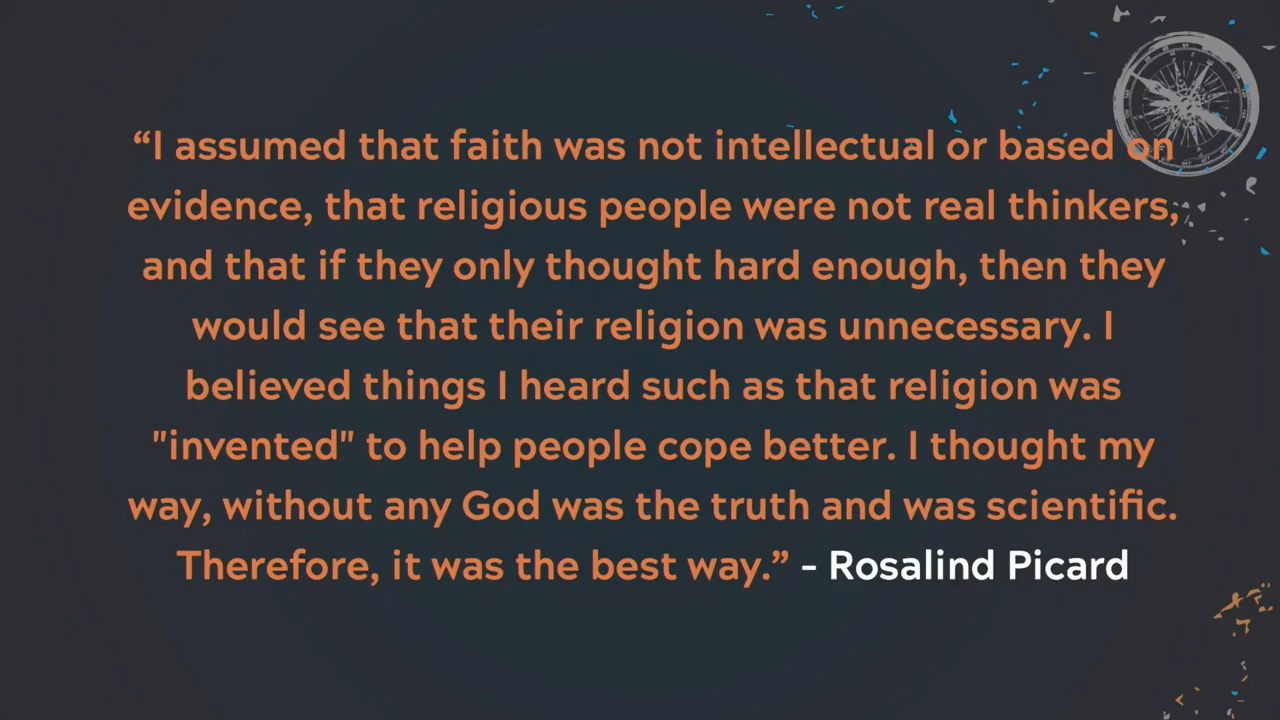 “I assumed that faith was not intellectual or based on
evidence, that religious people were not real thinkers,
and that if they only thought hard enough, then they
would see that their religion was unnecessary. I
believed things I heard such as that religion was
"invented" to help people cope better. I thought my
way, without any God was the truth and was scientific.
Therefore, it was the best way.” – Rosalind Picard